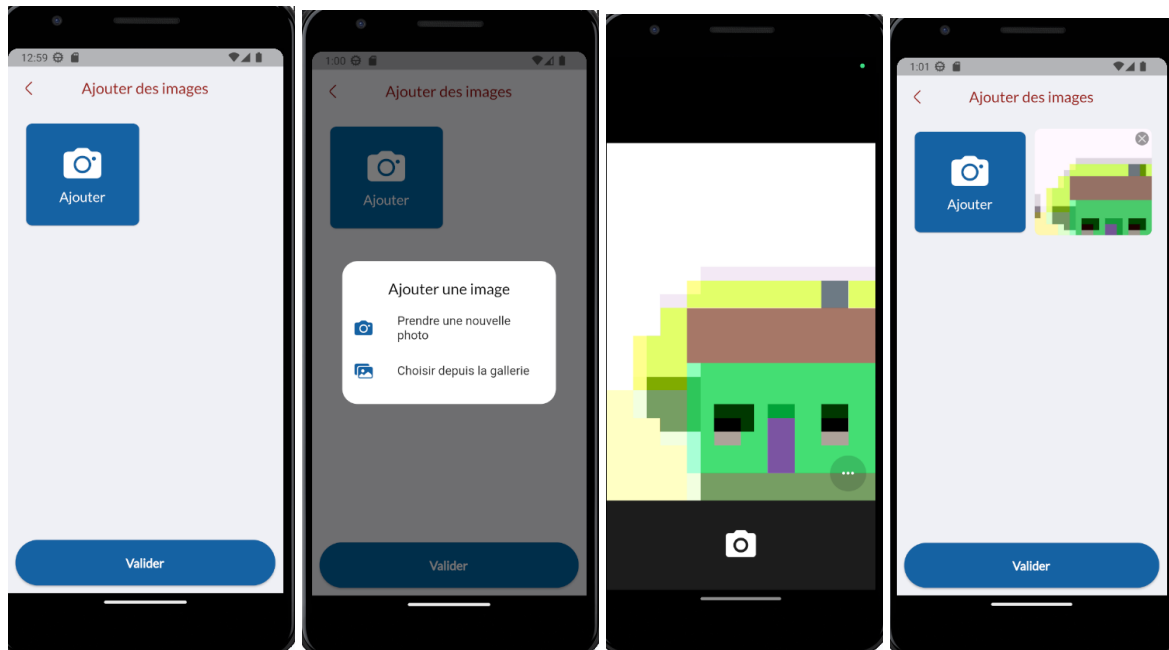 12:59
Ajouter des images
Ajouter
Valider
1:00
Ajouter des images
Ajouter
Ajouter une image
Prendre une nouvelle
photo
Choisir depuis la gallerie
Valider
1:01
Ajouter des images
Ajouter
Valider